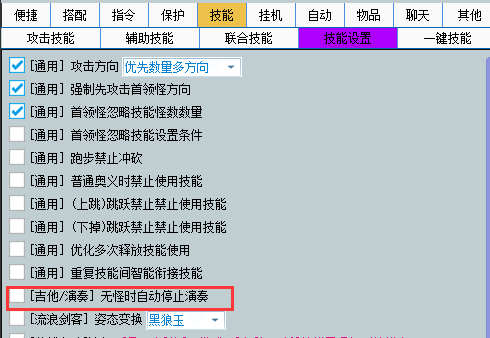 便捷 搭配 指令 保护 技能 挂机 自动 物品 聊天 其他
攻击技能 辅助技能 联合技能 技能设置 一键技能
[通用] 攻击方向 优先数量多方向
[通用] 强制先攻击首领怪方向
[通用] 首领怪忽略技能怪数数量
[通用] 首领怪忽略技能设置条件
[通用] 跑步禁止冲砍
[通用] 普通奥义时禁止使用技能
[通用] (上跳)跳跃禁止禁止使用技能
[通用] (下掉)跳跃禁止禁止使用技能
[通用] 优化多次释放技能使用
[通用] 重复技能间智能衔接技能
[吉他/演奏] 无怪时自动停止演奏
[流浪剑客] 姿态变换 黑狼玉